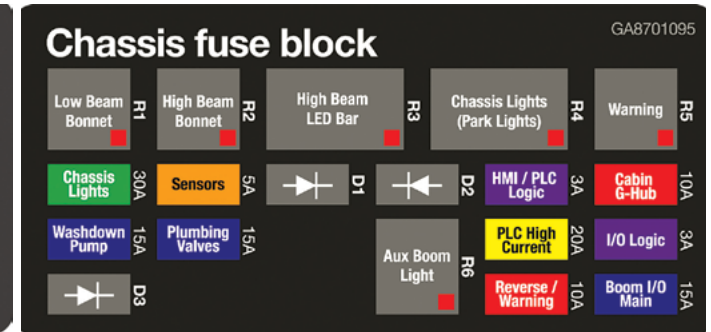 Chassis fuse block
GA8701095
Low Beam
Bonnet
R1
High Beam
Bonnet
R2
High Beam
LED Bar
R3
Chassis Lights
(Park Lights)
R4
Warning
R5
Chassis
Lights
30A
Sensors
5A
D1
D2
HMI / PLC
Logic
3A
Cabin
G-Hub
10A
Washdown
Pump
15A
Plumbing
Valves
15A
Aux Boom
Light
R6
PLC High
Current
20A
I/O Logic
3A
D3
Reverse /
Warning
10A
Boom I/O
Main
15A